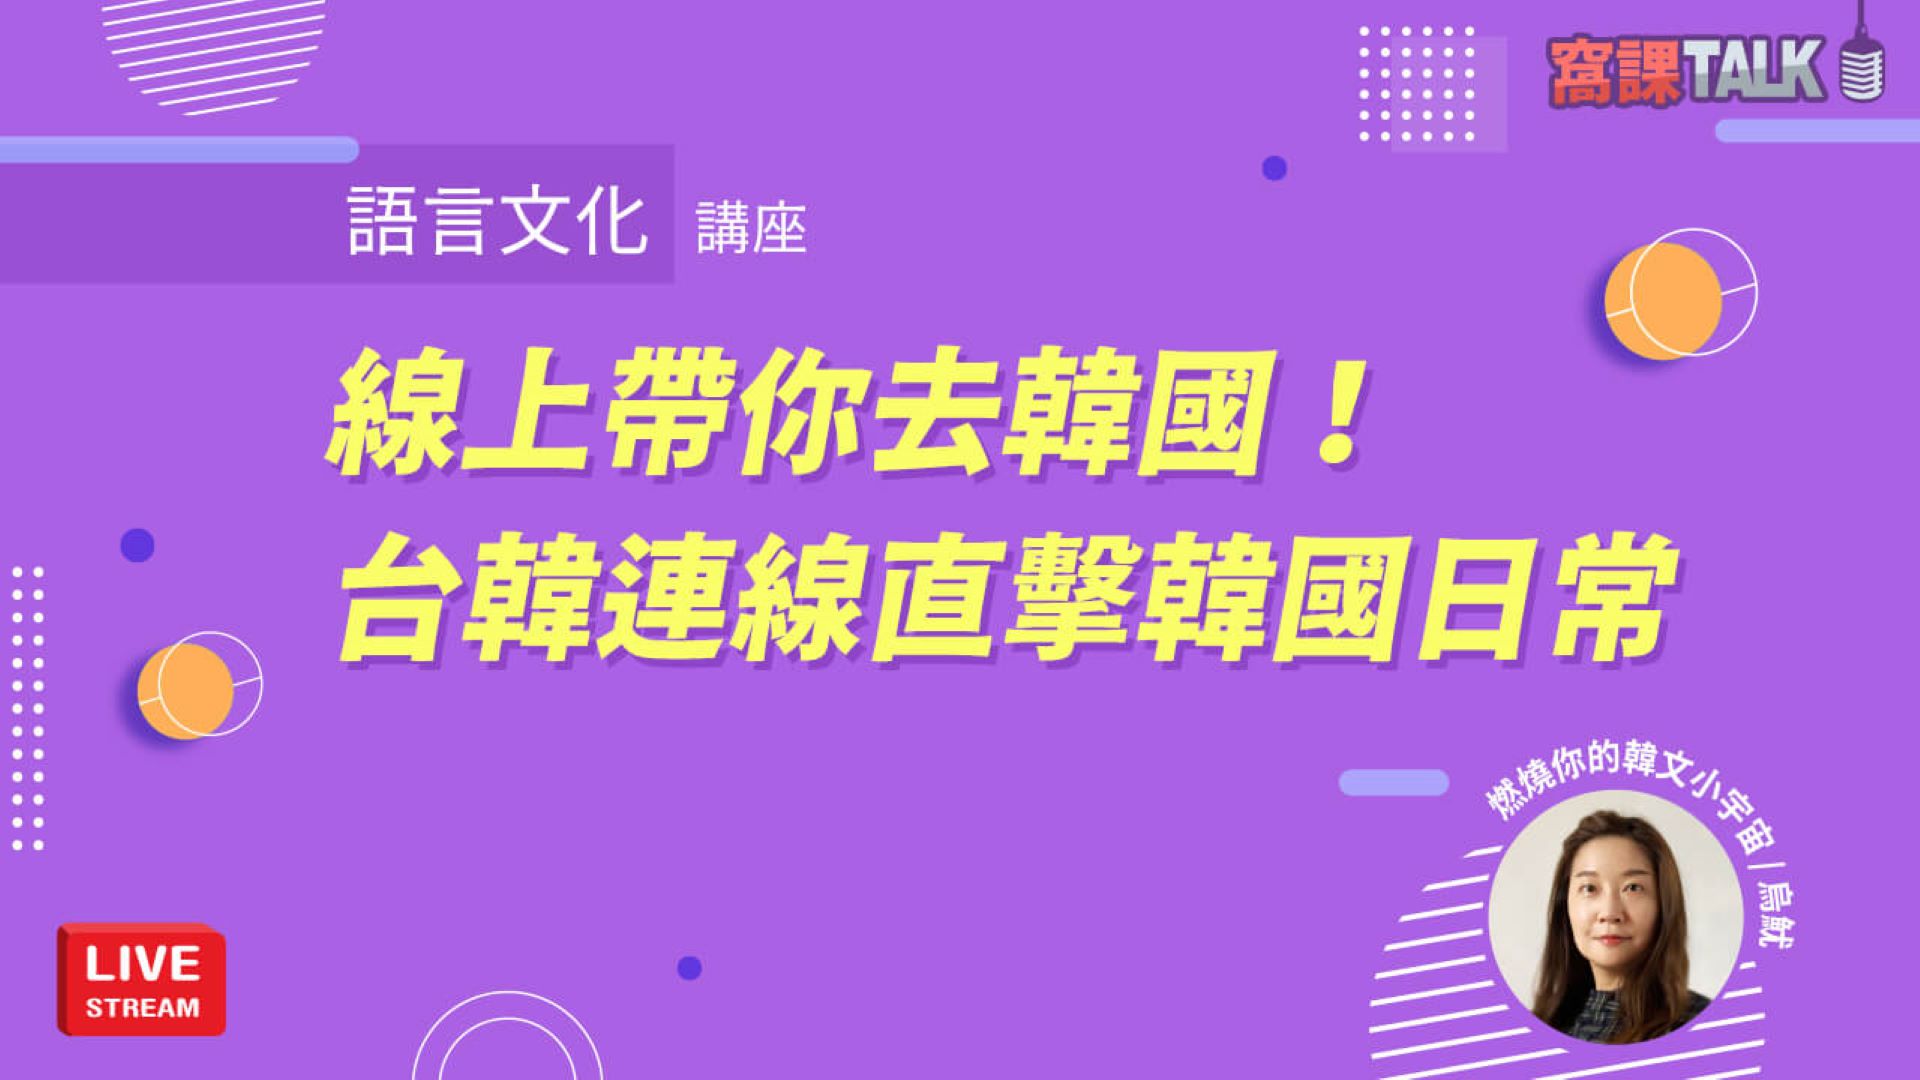 窩課TALK
語言文化 講座
線上帶你去韓國！
台韓連線直擊韓國日常
燃燒你的韓文小宇宙／烏魷
LIVE
STREAM